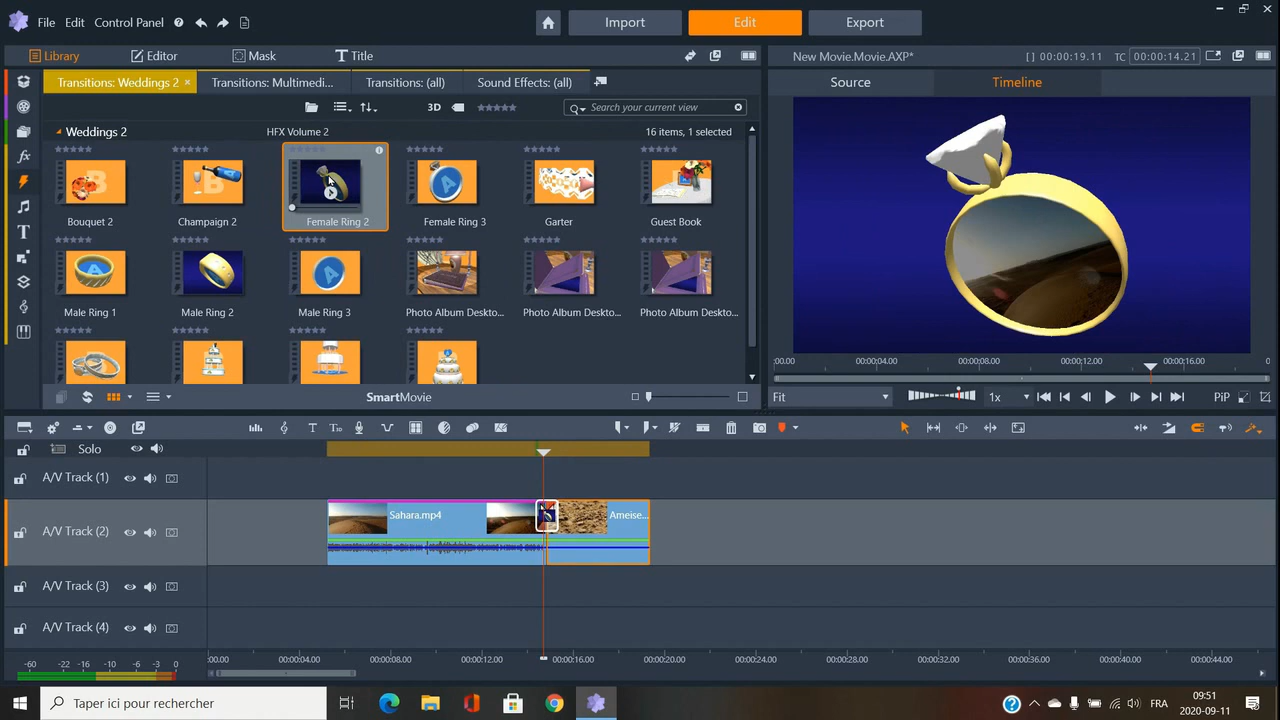 File Edit Control Panel
Import
Edit
Export
Library
Editor
Mask
Title
New Movie.Movie.AXP*
[ ] 00:00:19.11
TC 00:00:14.21
Transitions: Weddings 2 ×
Transitions: Multimedi...
Transitions: (all)
Sound Effects: (all)
Source
Timeline
3D
Search your current view
Weddings 2
HFX Volume 2
16 items, 1 selected
Bouquet 2
Champaign 2
Female Ring 2
Female Ring 3
Garter
Guest Book
Male Ring 1
Male Ring 2
Male Ring 3
Photo Album Deskto...
Photo Album Deskto...
Photo Album Deskto...
:00.00 00:00:04.00 00:00:08.00 00:00:12.00 00:00:16.00 0
SmartMovie
Fit
1x
PiP
Solo
A/V Track (1)
A/V Track (2)
Sahara.mp4
Ameise...
A/V Track (3)
A/V Track (4)
:00.00 00:00:04.00 00:00:08.00 00:00:12.00 00:00:16.00 00:00:20.00 00:00:24.00 00:00:28.00 00:00:32.00 00:00:36.00 00:00:40.00 00:00:44.00
-60 -22 -16 -10 -6 -3 0
Taper ici pour rechercher
FRA
09:51
2020-09-11